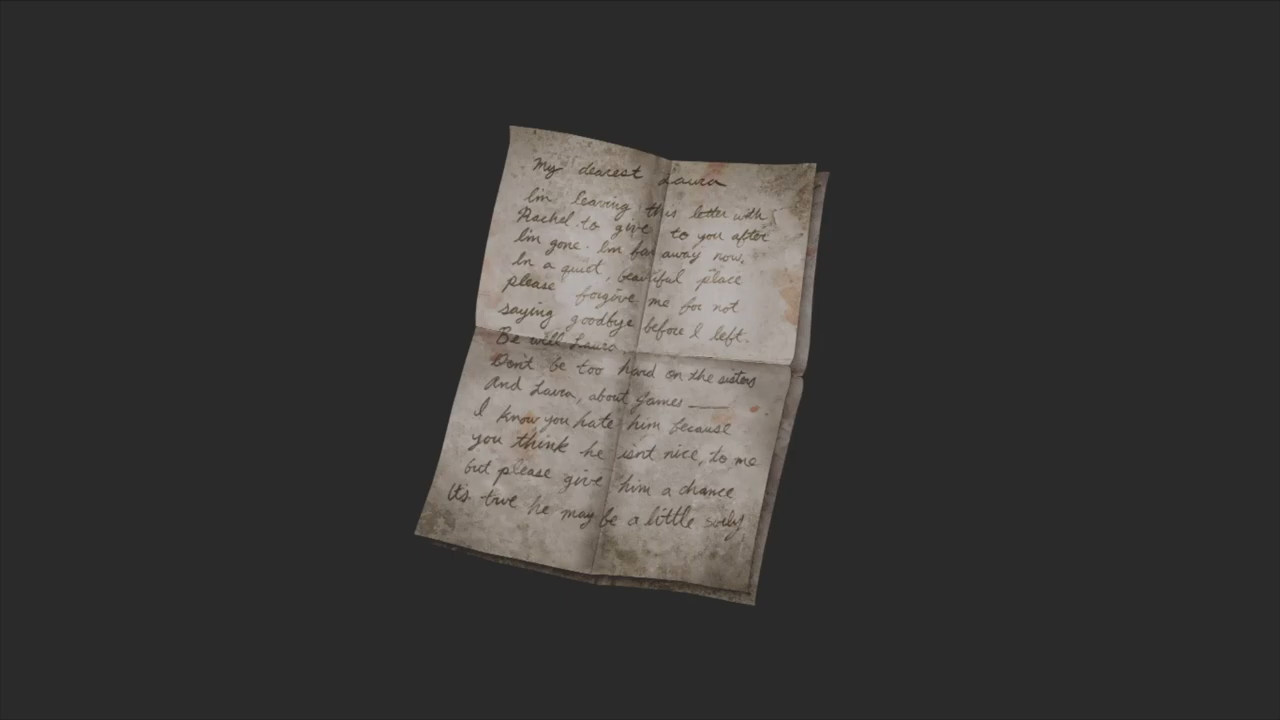 My dearest Laura
I'm leaving this letter with
Rachel to give to you after
I'm gone. I'm far away now.
In a quiet, beautiful place
please forgive me for not
saying goodbye before I left.
Be well Laura
Don't be too hard on the sisters
And Laura, about James ——
I know you hate him because
you think he isn't nice, to me
but please give him a chance
It's true he may be a little surly